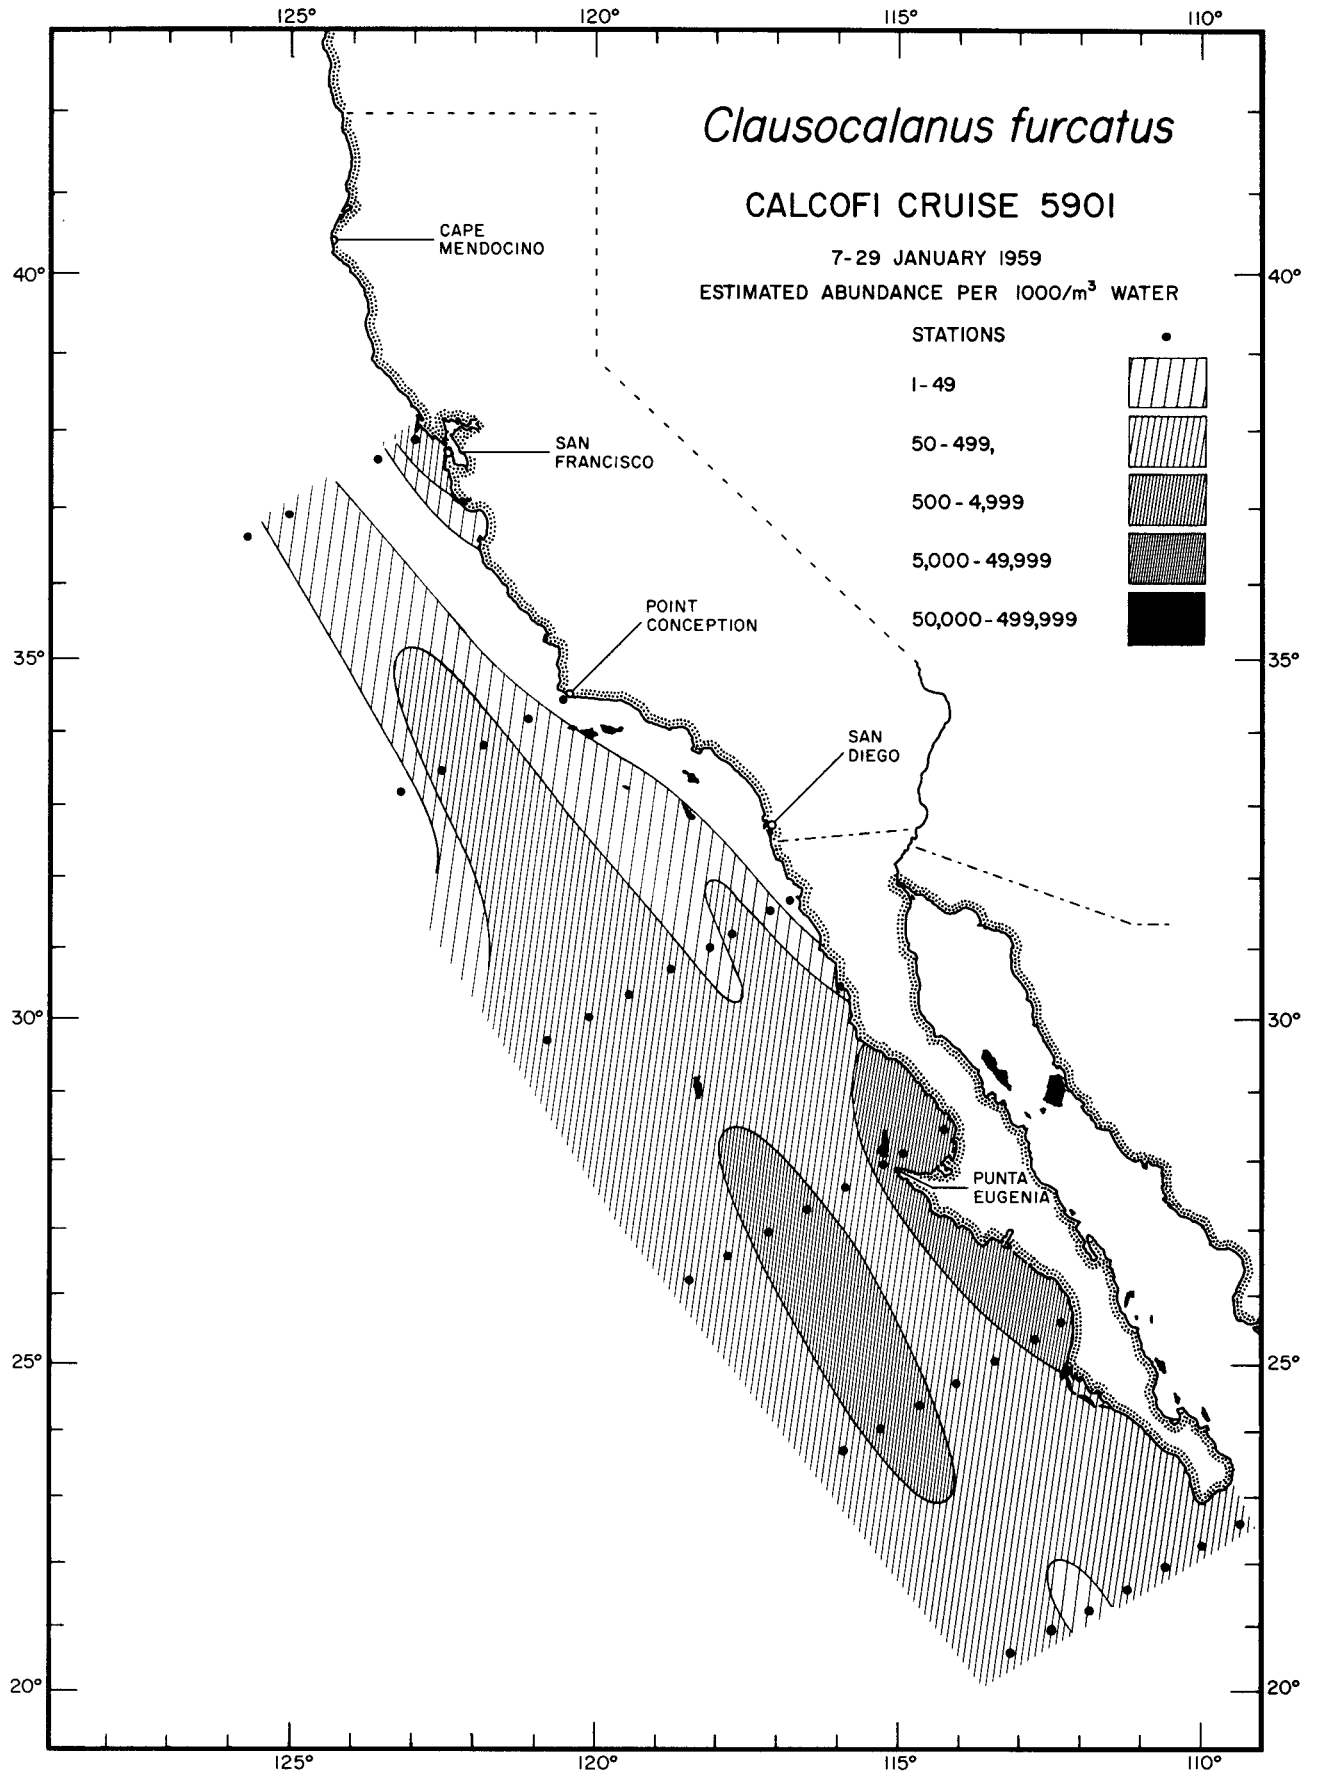 125° 120° 115° 110°
Clausocalanus furcatus
CALCOFI CRUISE 5901
7-29 JANUARY 1959
ESTIMATED ABUNDANCE PER 1000/m³ WATER
STATIONS
1-49
50-499,
500-4,999
5,000-49,999
50,000-499,999
CAPE
MENDOCINO
40° 40°
SAN
FRANCISCO
POINT
CONCEPTION
35° 35°
SAN
DIEGO
30° 30°
PUNTA
EUGENIA
25° 25°
20° 20°
125° 120° 115° 110°